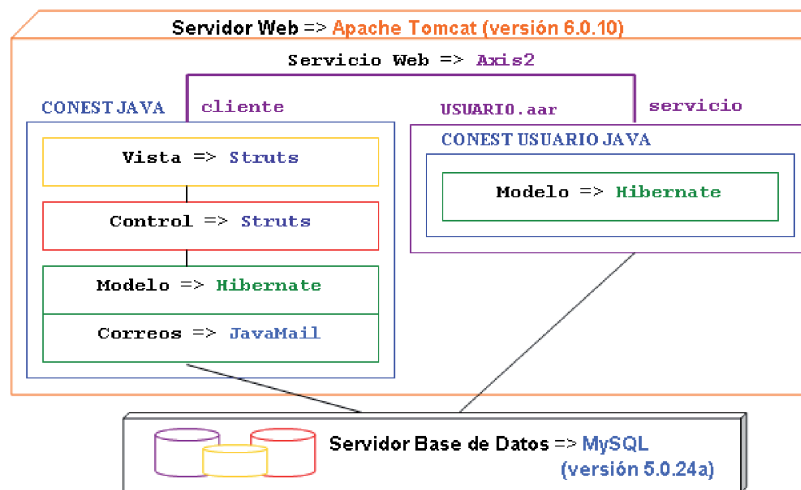 Servidor Web => Apache Tomcat (versión 6.0.10)
Servicio Web => Axis2
CONEST JAVA
cliente
USUARIO.aar
servicio
CONEST USUARIO JAVA
Vista => Struts
Modelo => Hibernate
Control => Struts
Modelo => Hibernate
Correos => JavaMail
Servidor Base de Datos => MySQL
(versión 5.0.24a)